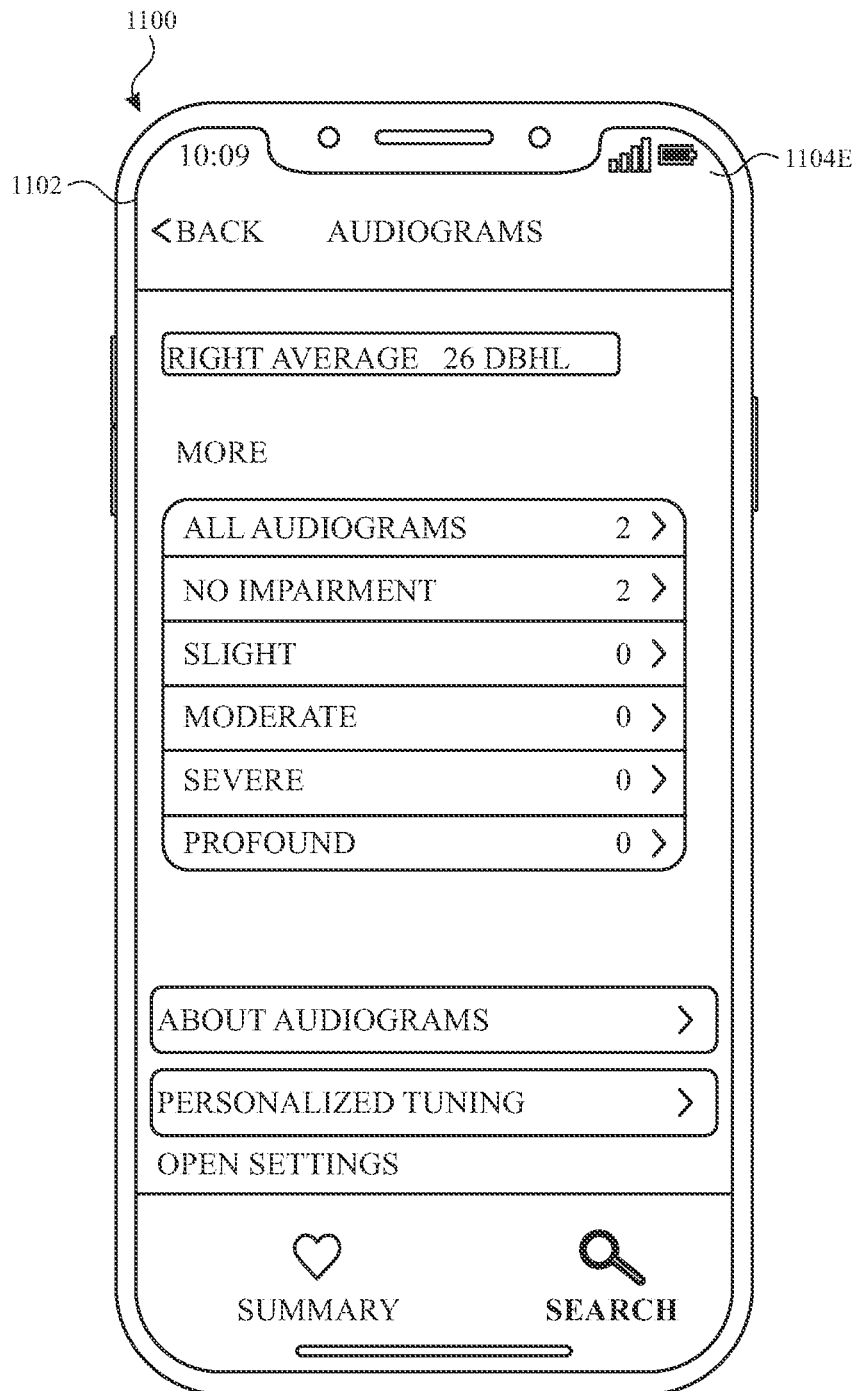 1100
10:09
1104E
1102
<BACK AUDIOGRAMS
RIGHT AVERAGE 26 DBHL
MORE
ALL AUDIOGRAMS 2 >
NO IMPAIRMENT 2 >
SLIGHT 0 >
MODERATE 0 >
SEVERE 0 >
PROFOUND 0 >
ABOUT AUDIOGRAMS >
PERSONALIZED TUNING >
OPEN SETTINGS
SUMMARY SEARCH